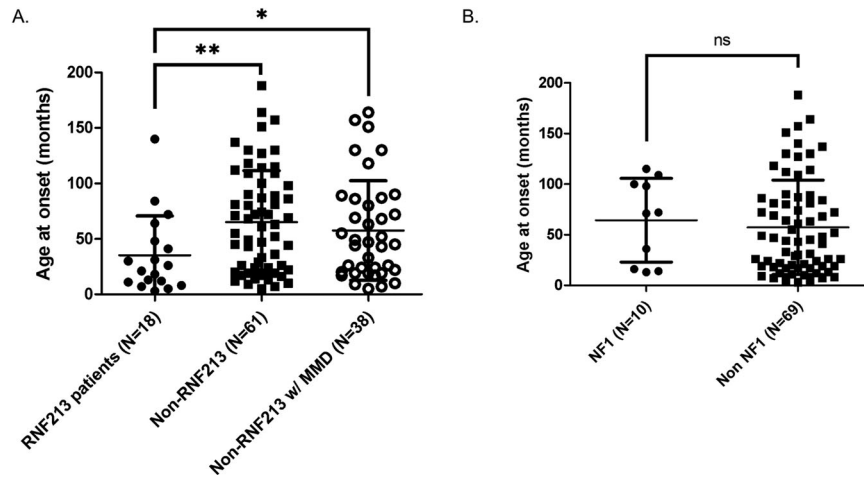 A.
*
**
200
150
100
50
0
Age at onset (months)
RNF213 patients (N=18)
Non-RNF213 (N=61)
Non-RNF213 w/ MMD (N=38)
B.
ns
200
150
100
50
0
Age at onset (months)
NF1 (N=10)
Non NF1 (N=69)